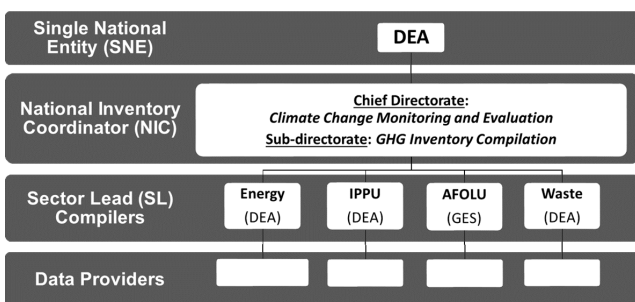 Single National
Entity (SNE)
DEA
National Inventory
Coordinator (NIC)
Chief Directorate:
Climate Change Monitoring and Evaluation
Sub-directorate: GHG Inventory Compilation
Sector Lead (SL)
Compilers
Energy
(DEA)
IPPU
(DEA)
AFOLU
(GES)
Waste
(DEA)
Data Providers